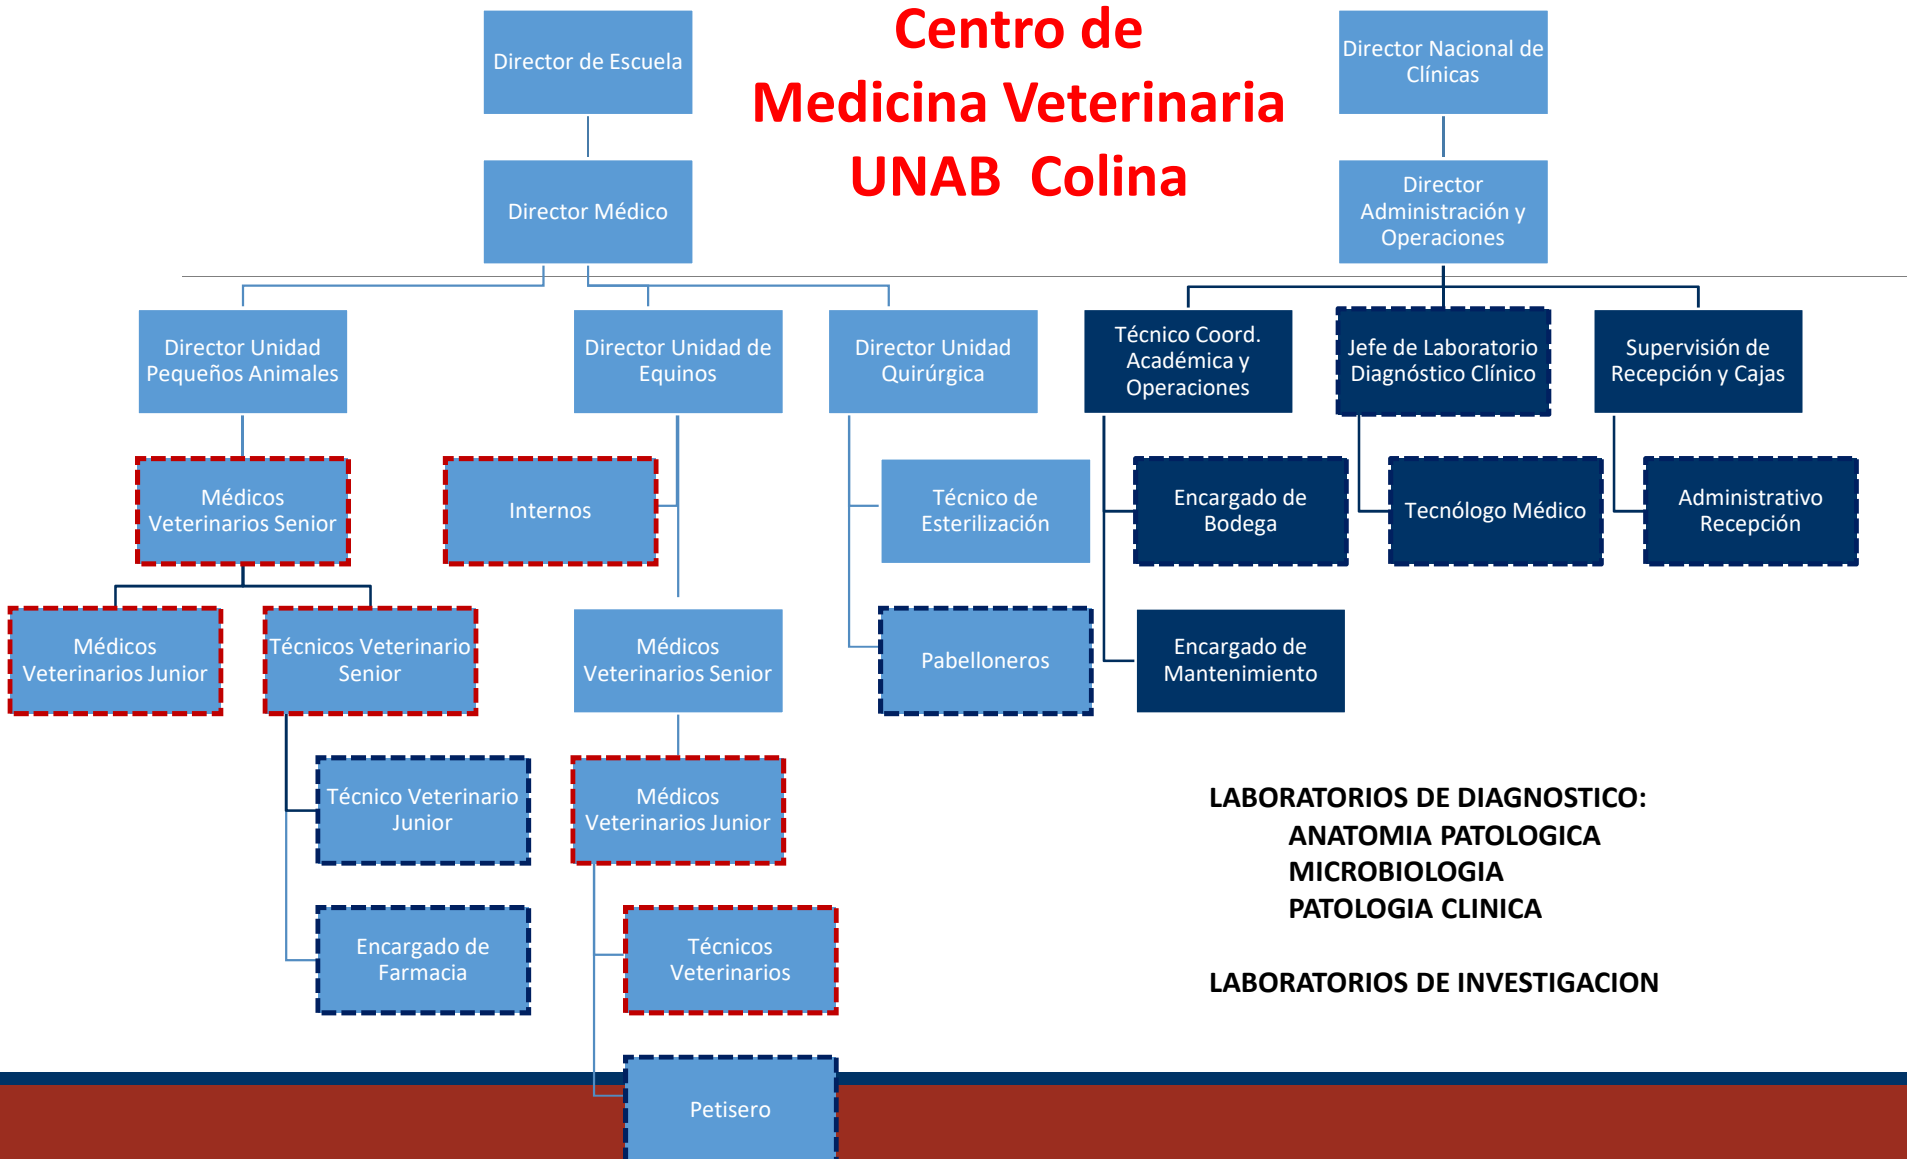 Centro de
Medicina Veterinaria
UNAB  Colina
Director de Escuela
Director Nacional de
Clínicas
Director Médico
Director
Administración y
Operaciones
Director Unidad
Pequeños Animales
Director Unidad de
Equinos
Director Unidad
Quirúrgica
Técnico Coord.
Académica y
Operaciones
Jefe de Laboratorio
Diagnóstico Clínico
Supervisión de
Recepción y Cajas
Médicos
Veterinarios Senior
Internos
Técnico de
Esterilización
Encargado de
Bodega
Tecnólogo Médico
Administrativo
Recepción
Médicos
Veterinarios Junior
Técnicos Veterinario
Senior
Médicos
Veterinarios Senior
Pabelloneros
Encargado de
Mantenimiento
Técnico Veterinario
Junior
Médicos
Veterinarios Junior
Encargado de
Farmacia
Técnicos
Veterinarios
Petisero
LABORATORIOS DE DIAGNOSTICO:
ANATOMIA PATOLOGICA
MICROBIOLOGIA
PATOLOGIA CLINICA
LABORATORIOS DE INVESTIGACION